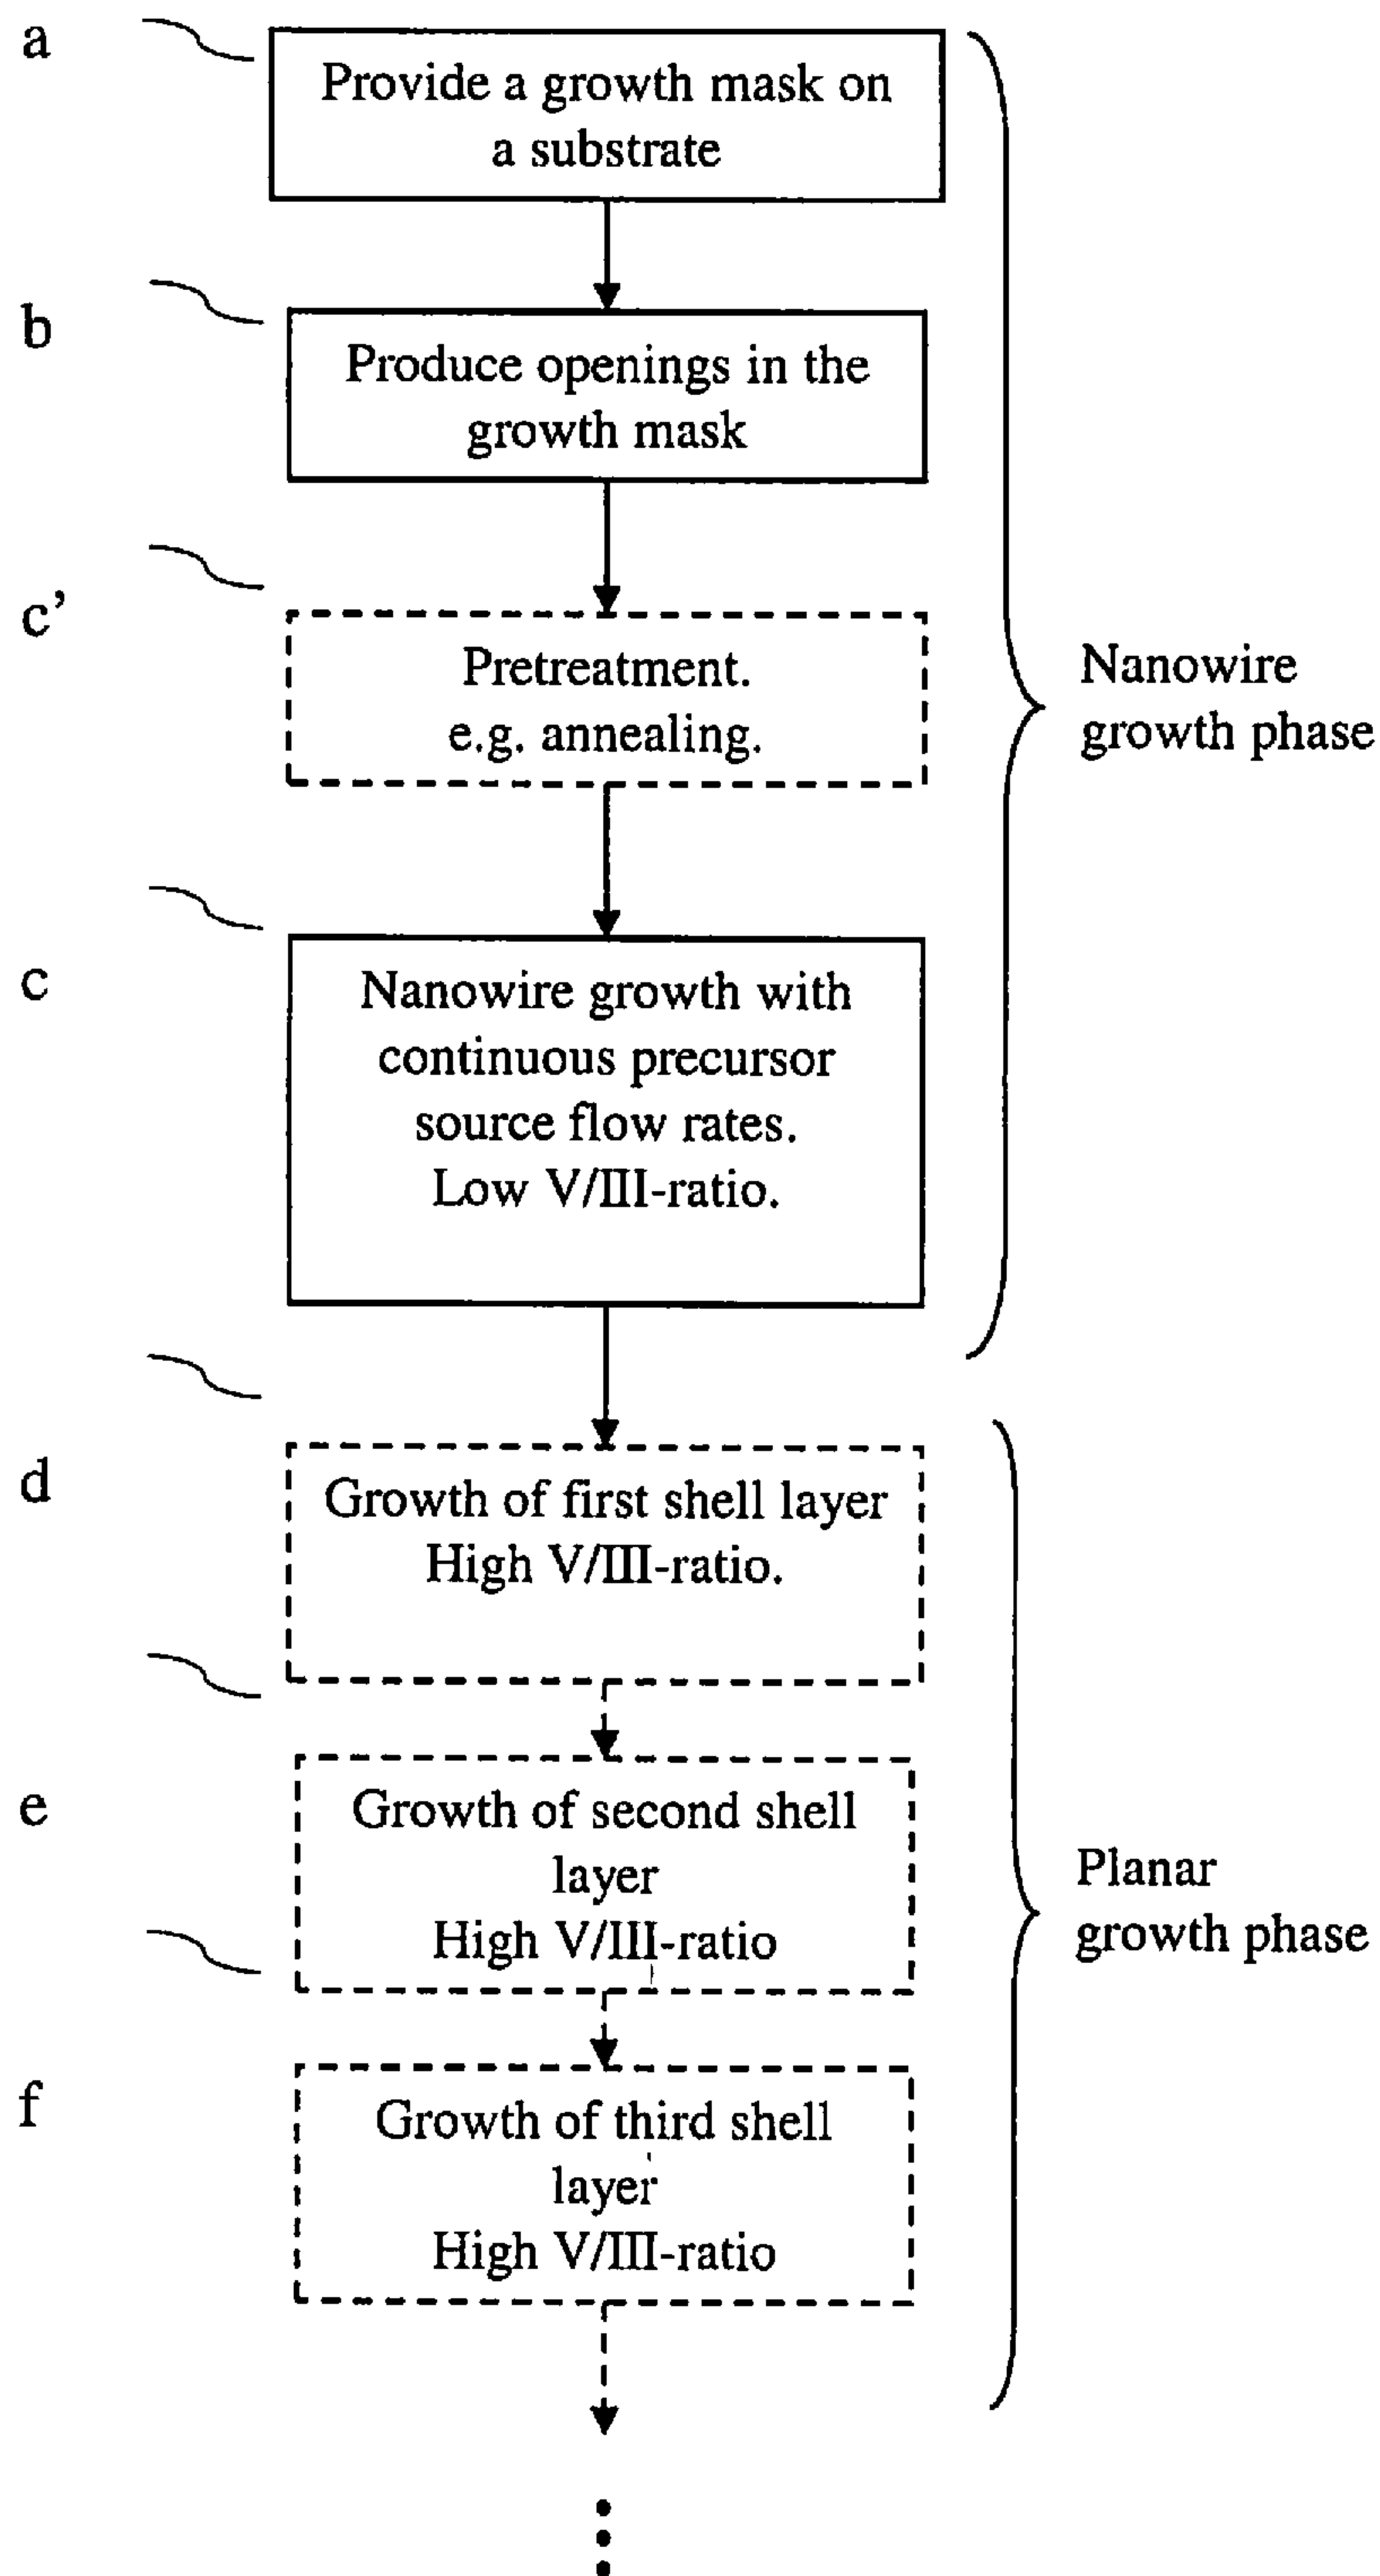 a
Provide a growth mask on
a substrate
b
Produce openings in the
growth mask
c’
Pretreatment.
e.g. annealing.
Nanowire
growth phase
c
Nanowire growth with
continuous precursor
source flow rates.
Low V/III-ratio.
d
Growth of first shell layer
High V/III-ratio.
e
Growth of second shell
layer
High V/III-ratio
Planar
growth phase
f
Growth of third shell
layer
High V/III-ratio